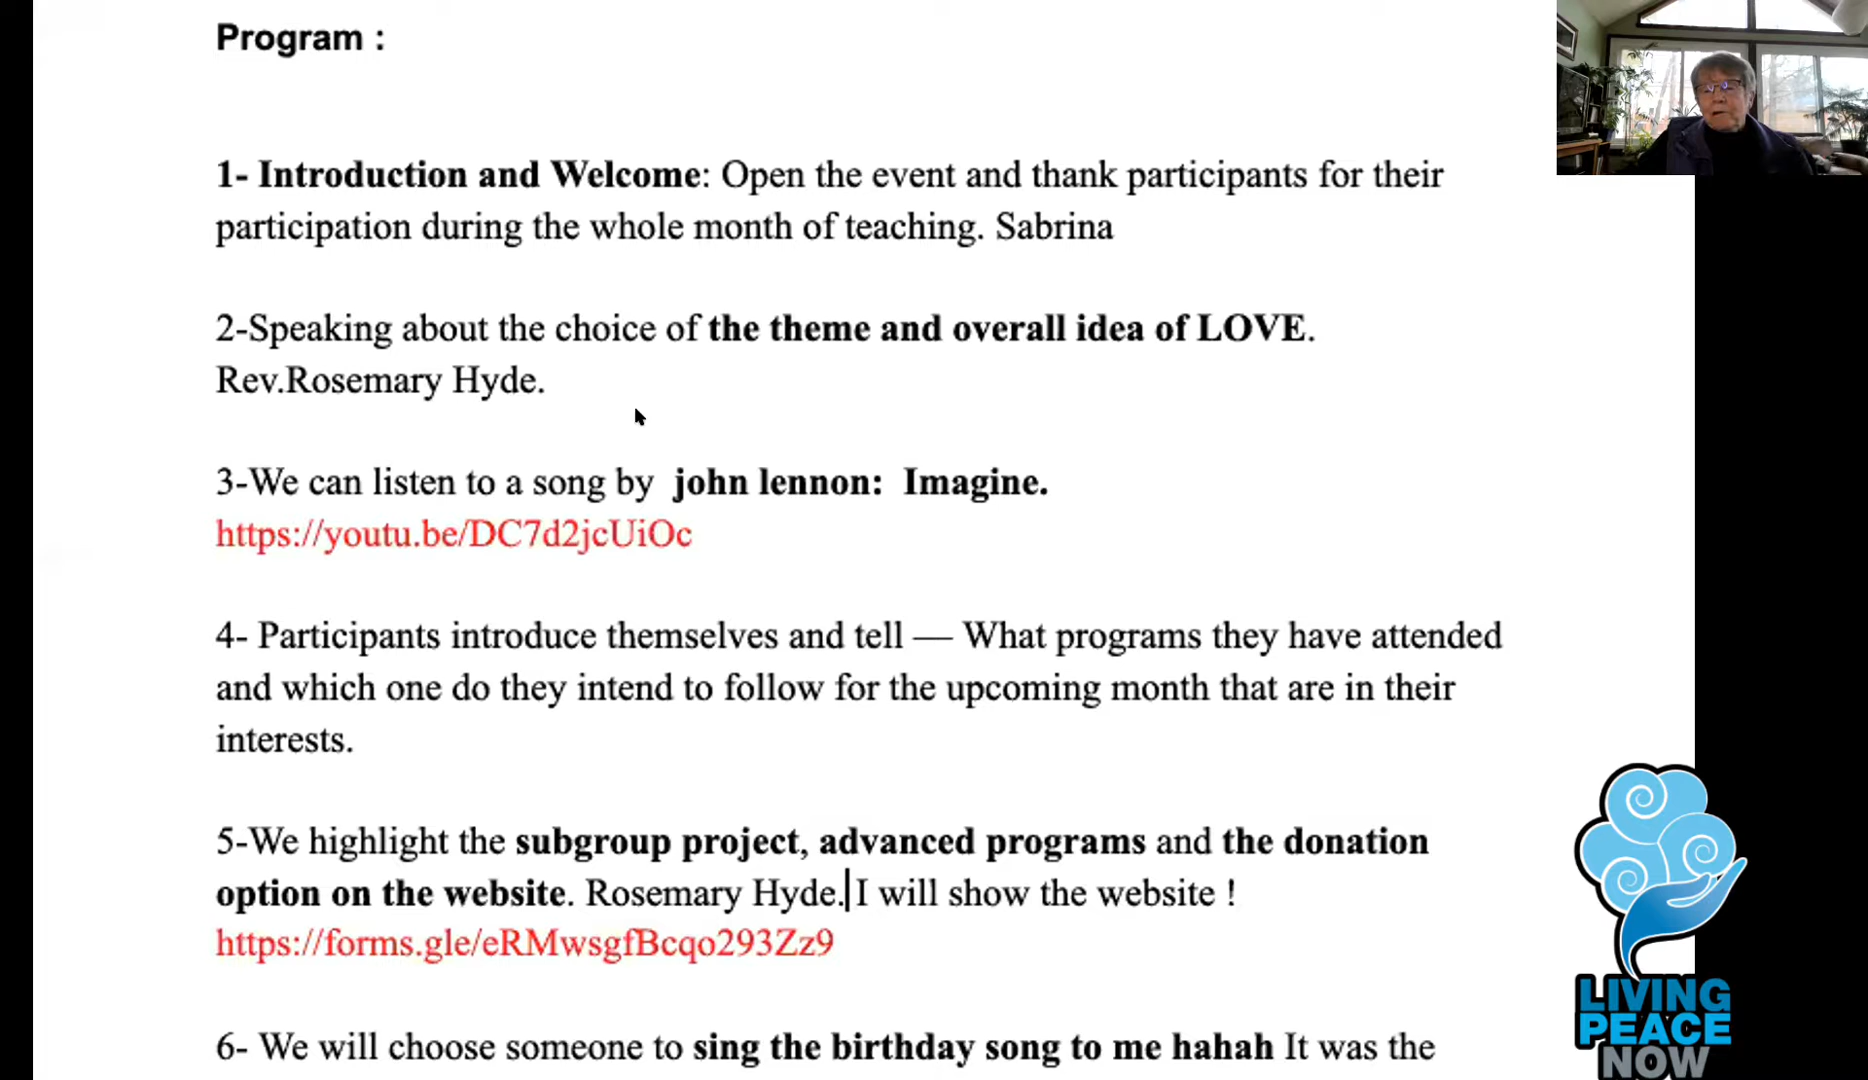 Program :
1- Introduction and Welcome: Open the event and thank participants for their
participation during the whole month of teaching. Sabrina
2-Speaking about the choice of the theme and overall idea of LOVE.
Rev.Rosemary Hyde.
3-We can listen to a song by  john lennon:  Imagine.
https://youtu.be/DC7d2jcUiOc
4- Participants introduce themselves and tell — What programs they have attended
and which one do they intend to follow for the upcoming month that are in their
interests.
5-We highlight the subgroup project, advanced programs and the donation
option on the website. Rosemary Hyde. I will show the website !
https://forms.gle/eRMwsgfBcqo293Zz9
6- We will choose someone to sing the birthday song to me hahah It was the
LIVING
PEACE
NOW